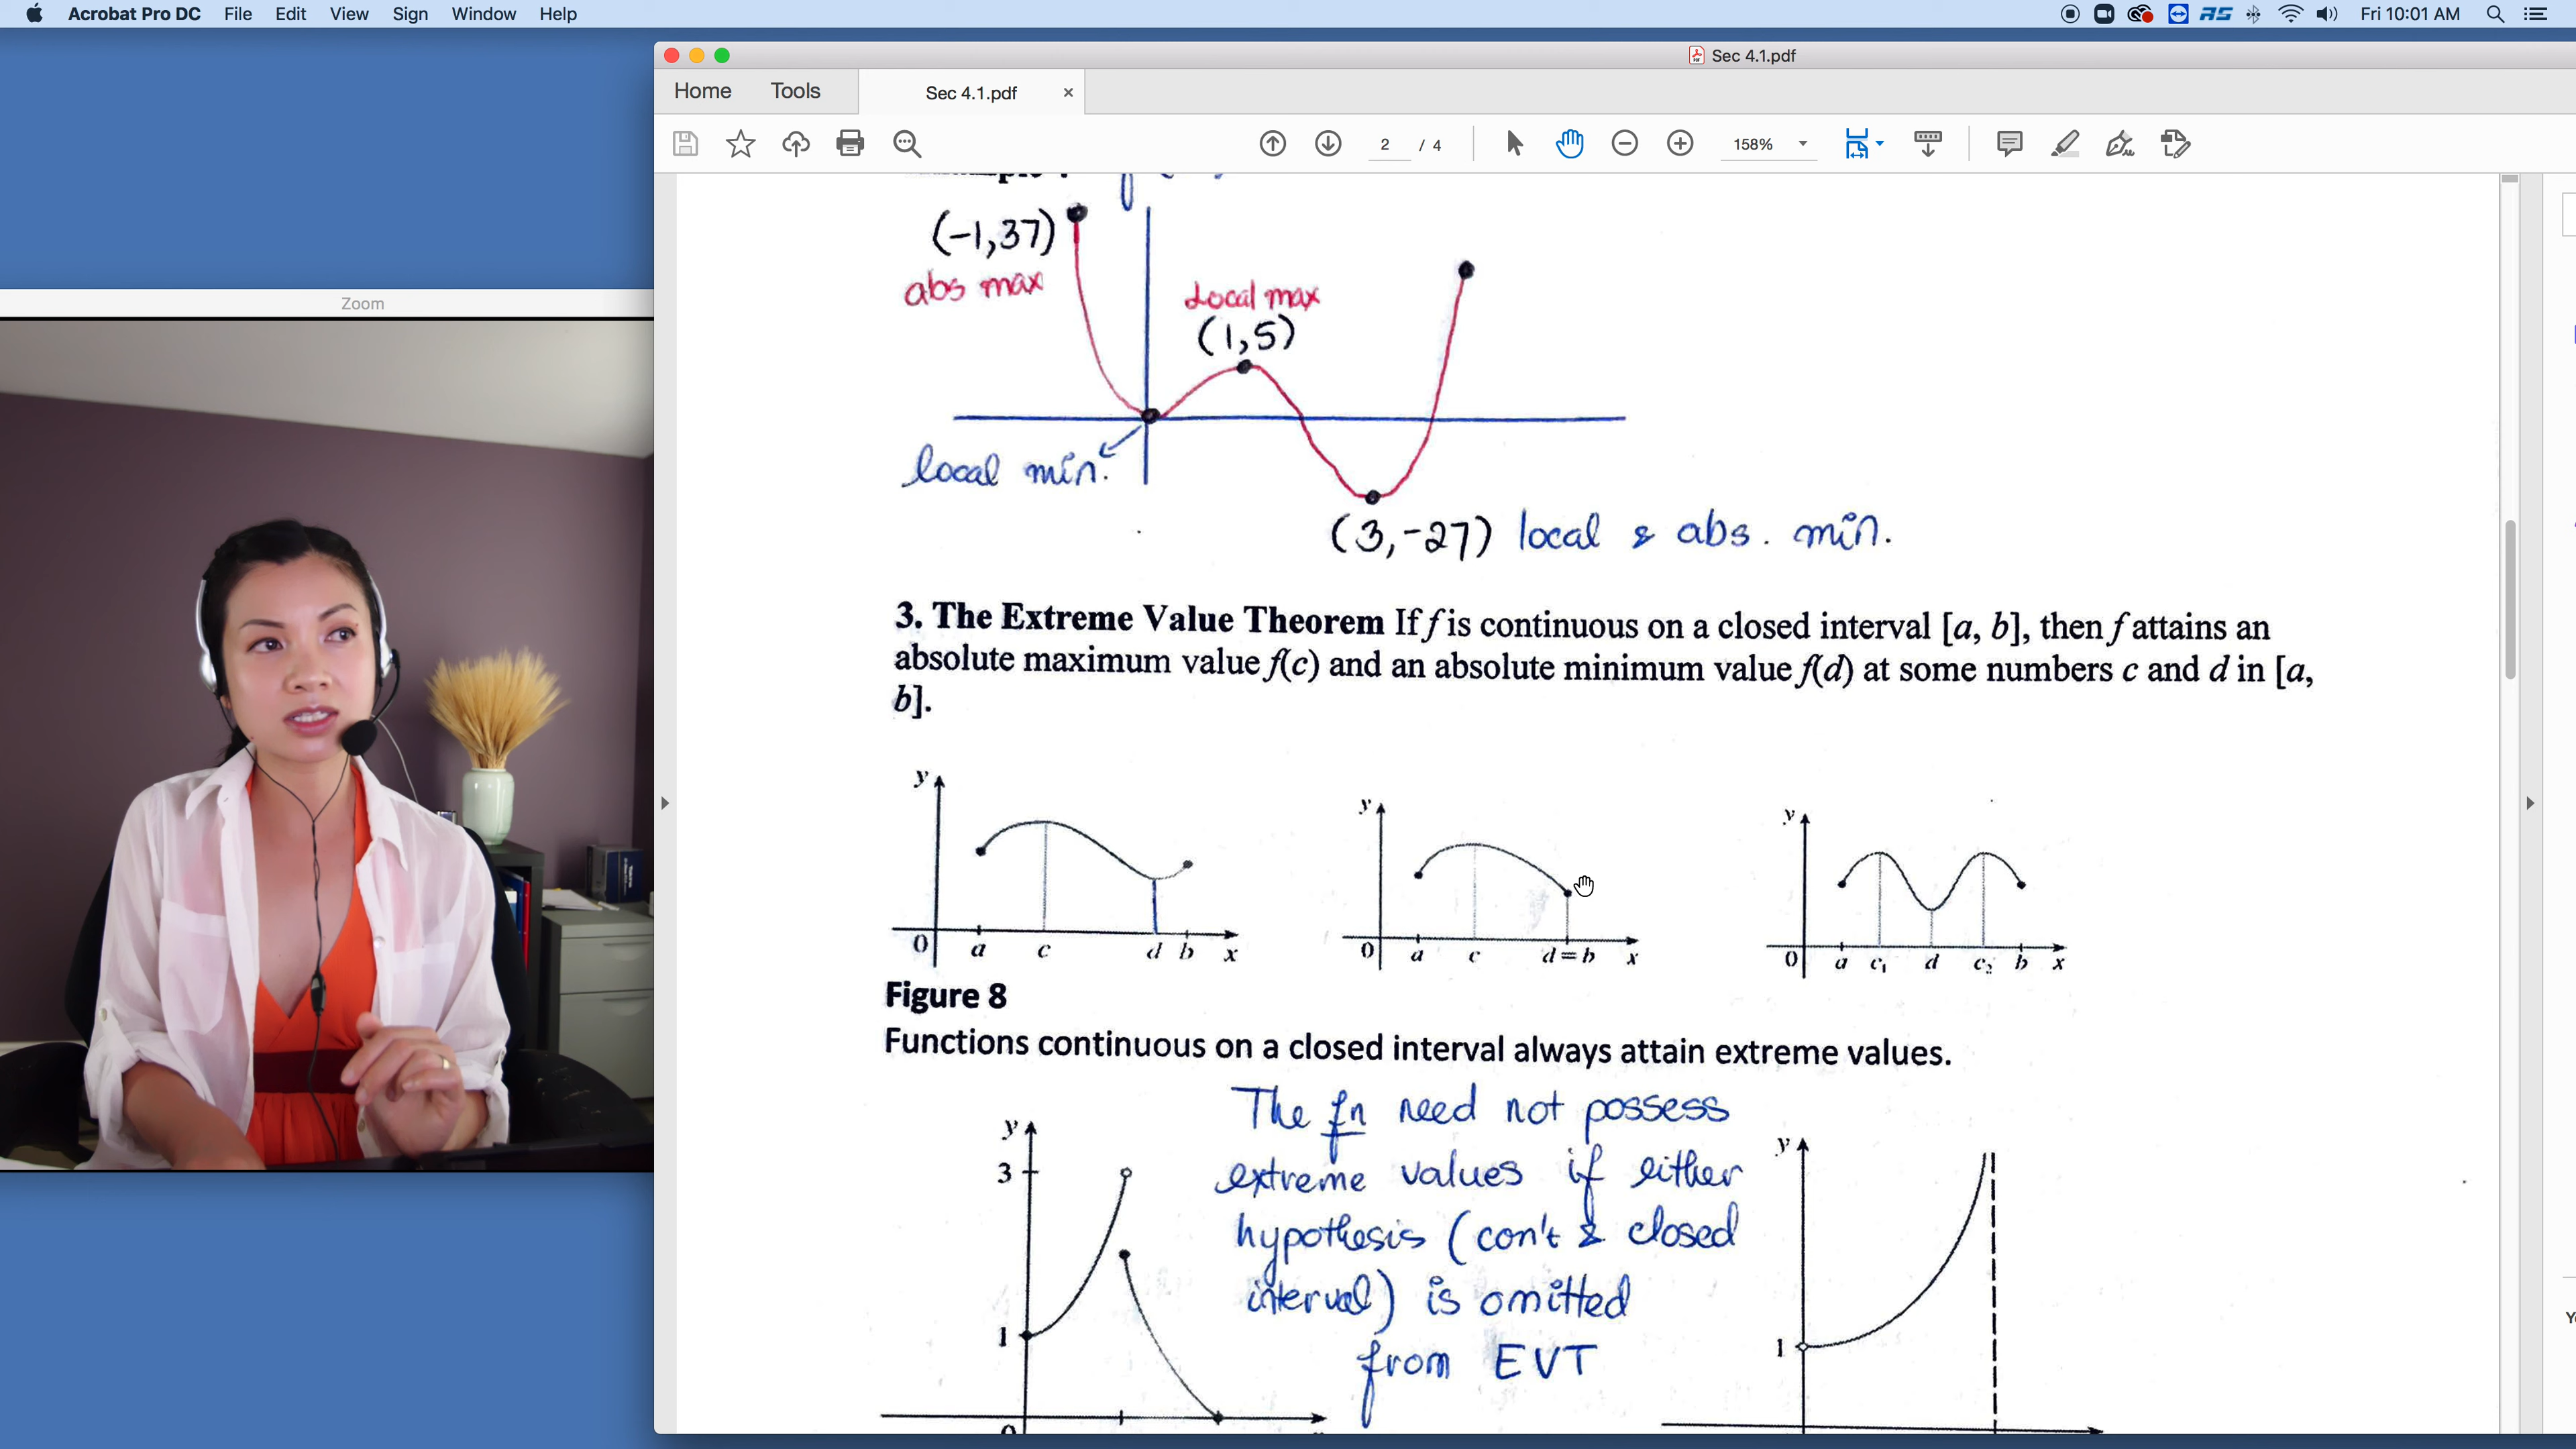 Acrobat Pro DC File Edit View Sign Window Help Fri 10:01 AM
Sec 4.1.pdf
Home Tools Sec 4.1.pdf ×
2 / 4 158%
Zoom
(-1,37)
abs max
Local max
(1,5)
local min.
(3,-27) local & abs. min.
3. The Extreme Value Theorem If f is continuous on a closed interval [a, b], then f attains an
absolute maximum value f(c) and an absolute minimum value f(d) at some numbers c and d in [a,
b].
y
0 a c d b x
y
0 a c d = b x
y
0 a c₁ d c₂ b x
Figure 8
Functions continuous on a closed interval always attain extreme values.
y
3
1
The fn need not possess
extreme values if either
hypothesis (con't & closed
interval) is omitted
from EVT
y
1